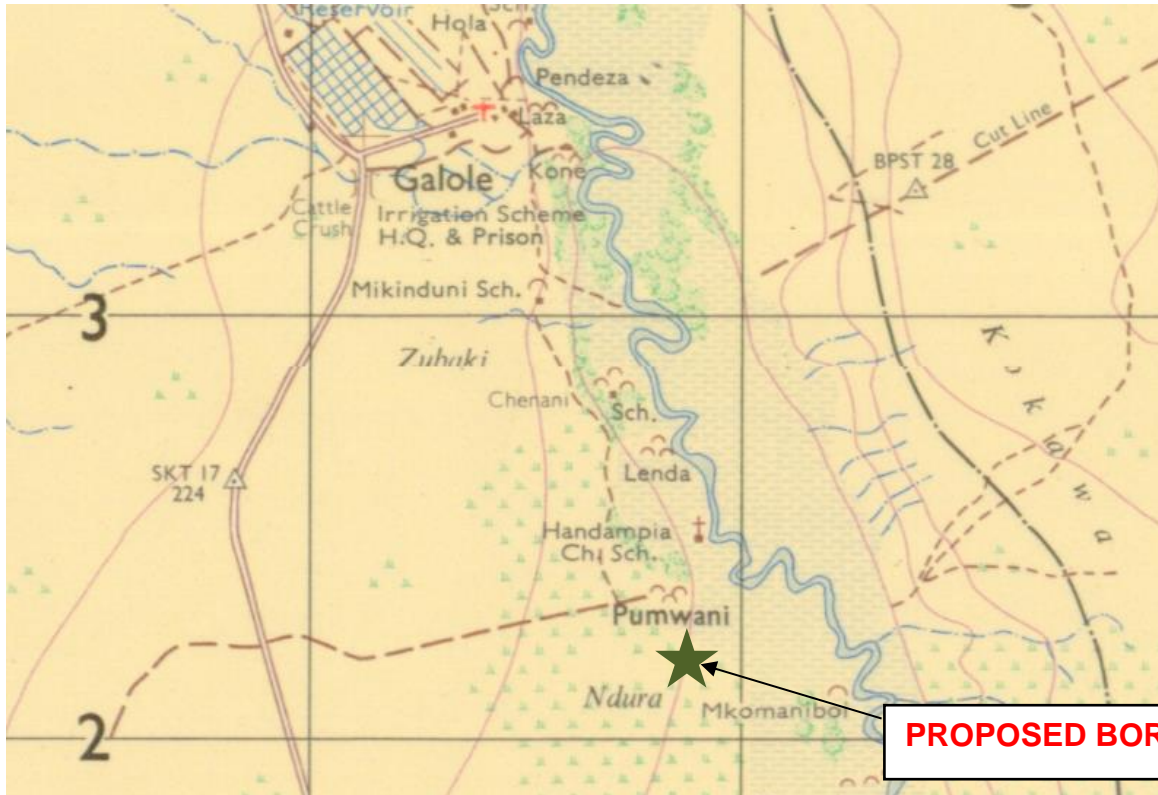 Reservoir
Hola
Sch.
Pendeza
Laza
Cut Line
BPST 28
Kone
Galole
Cattle
Crush
Irrigation Scheme
H.Q. & Prison
Mikinduni Sch.
3
Zubaki
Chenani
Sch.
Lenda
SKT 17
224
Handampia
Ch. Sch.
Pumwani
Ndura
Mkomaniboi
2
PROPOSED BOR